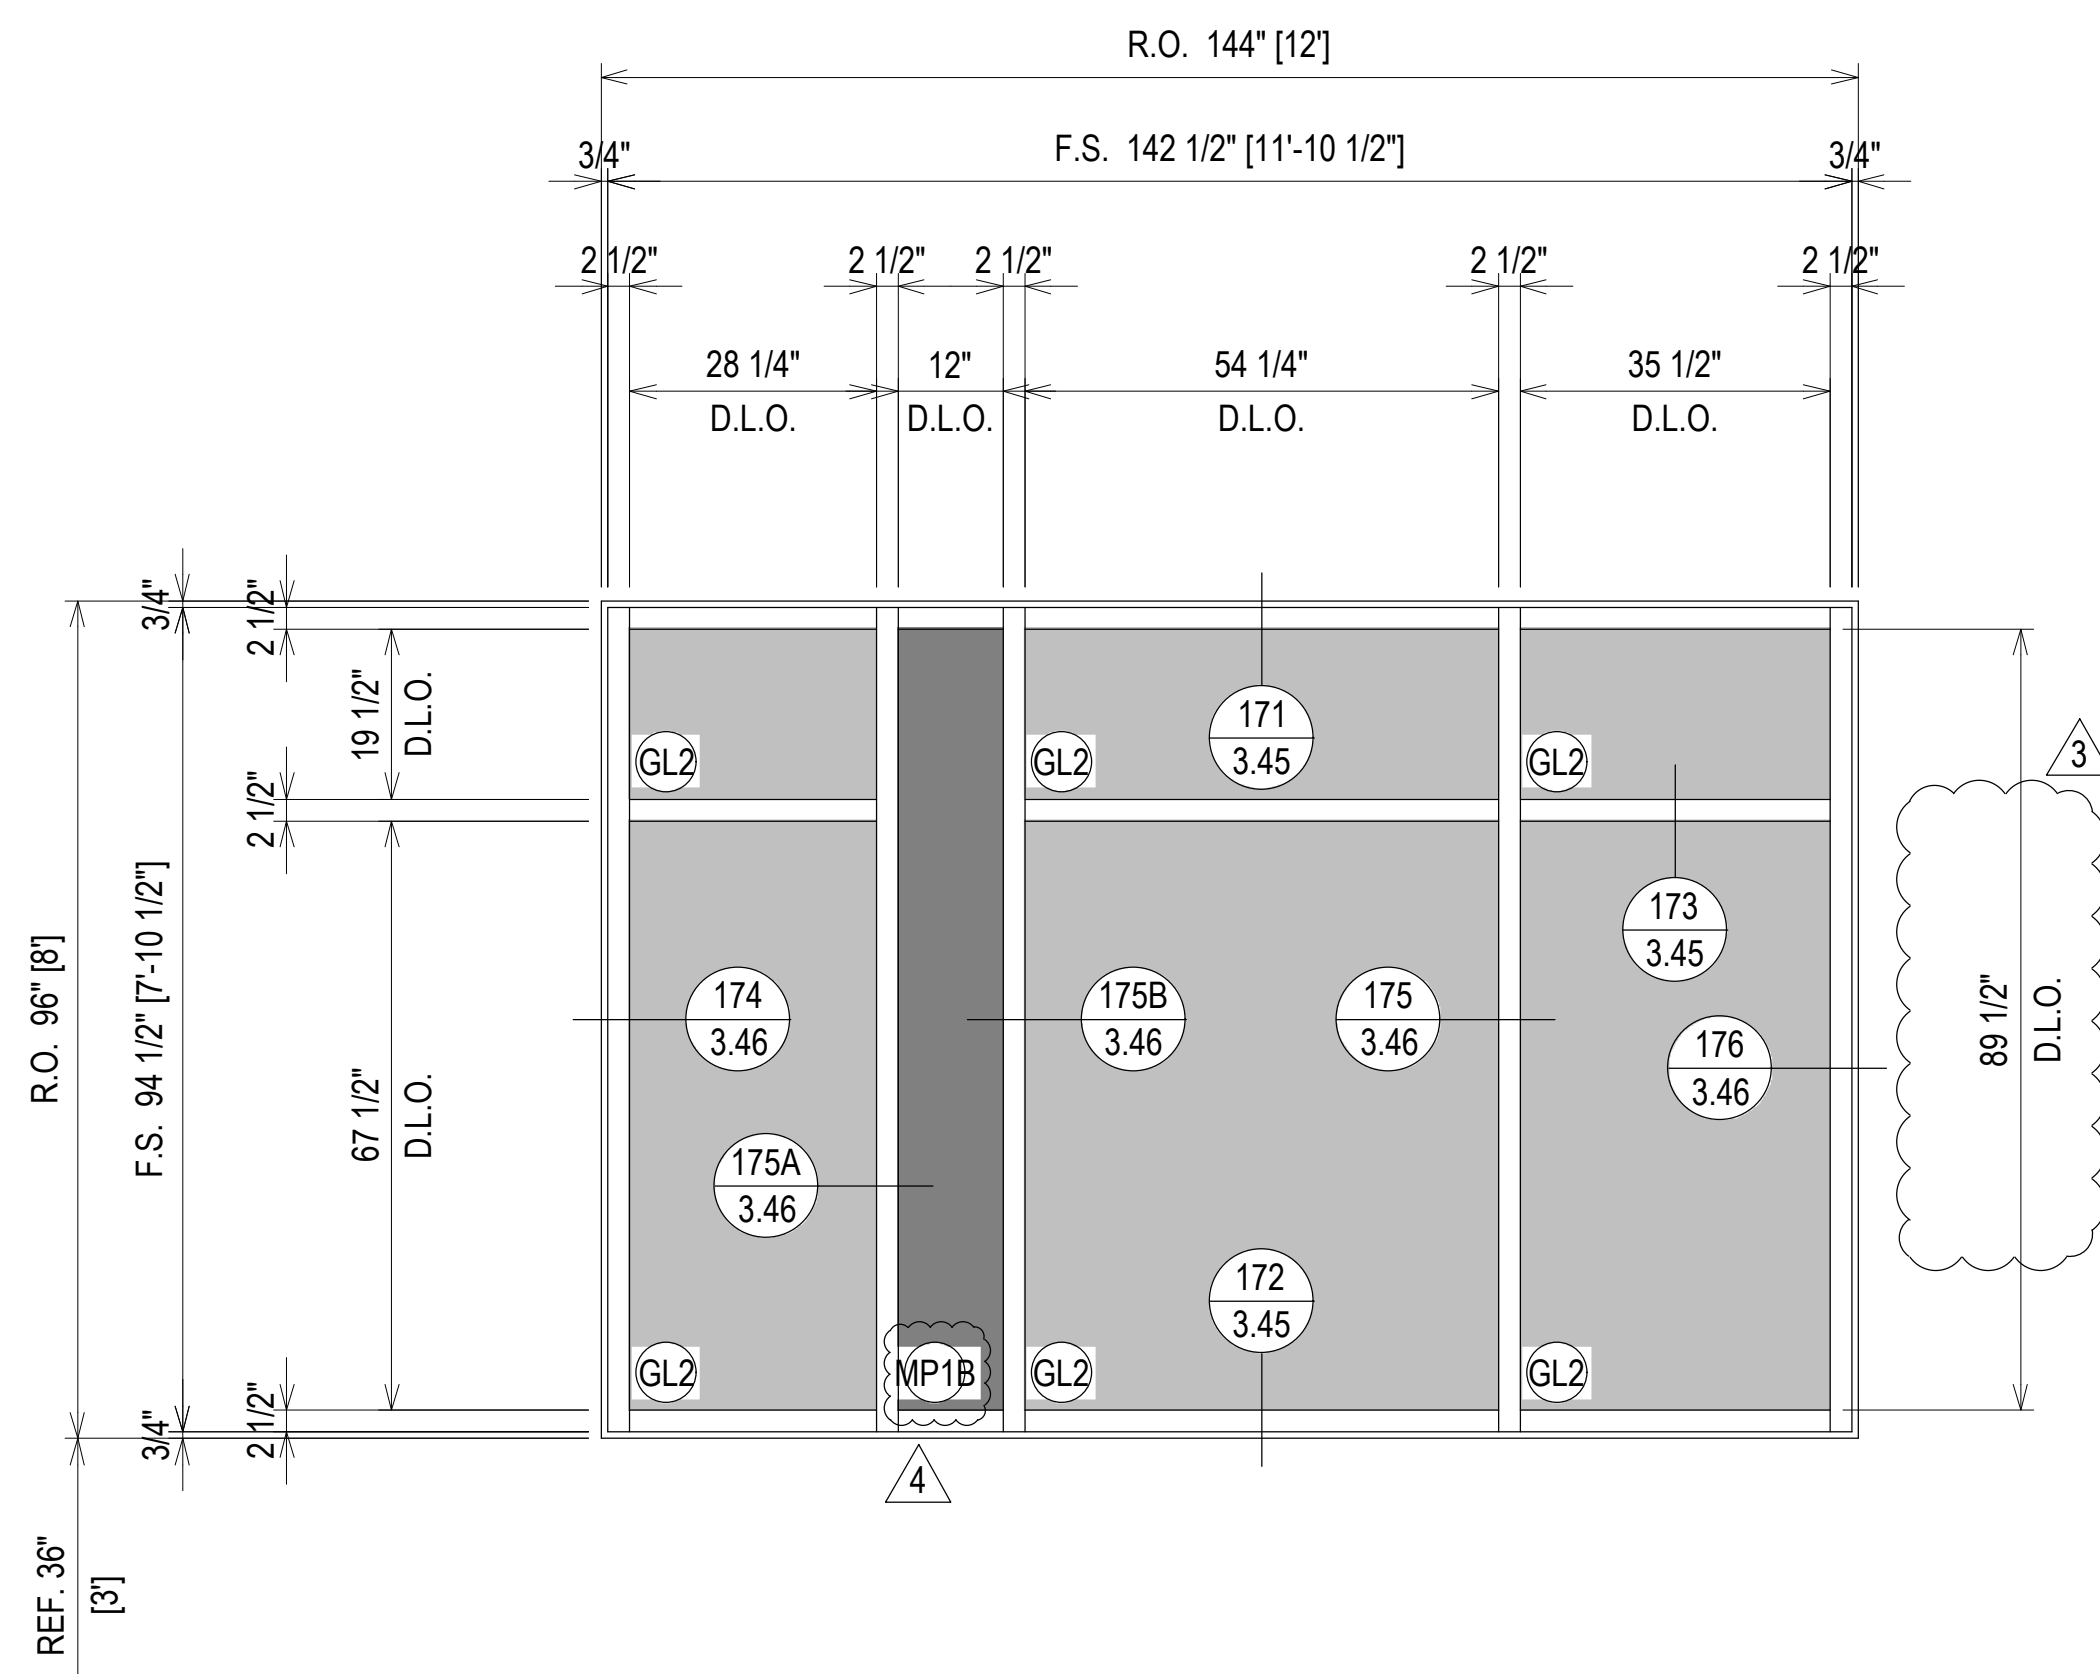 R.O. 144" [12']
F.S. 142 1/2" [11'-10 1/2"]
3/4"
3/4"
2 1/2"
2 1/2"
2 1/2"
2 1/2"
2 1/2"
28 1/4"
D.L.O.
12"
D.L.O.
54 1/4"
D.L.O.
35 1/2"
D.L.O.
R.O. 96" [8']
F.S. 94 1/2" [7'-10 1/2"]
3/4"
3/4"
2 1/2"
19 1/2"
D.L.O.
2 1/2"
67 1/2"
D.L.O.
2 1/2"
REF. 36"
[3']
GL2
GL2
GL2
171
3.45
173
3.45
174
3.46
175B
3.46
175
3.46
176
3.46
175A
3.46
172
3.45
GL2
MP1B
GL2
GL2
4
3
89 1/2"
D.L.O.